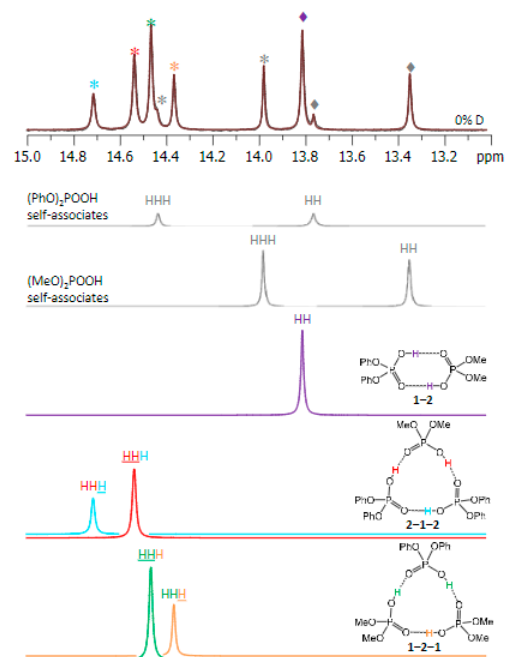 * * * * * * ◆ ◆ ◆
0% D
15.0 14.8 14.6 14.4 14.2 14.0 13.8 13.6 13.4 13.2 ppm
(PhO)₂POOH
self-associates
HHH HH
(MeO)₂POOH
self-associates
HHH HH
HH
PhO PhO P O H O O H O P OMe OMe
1–2
HHH HHH
MeO OMe P O O H H O O PhO P PhO O H O P OPh OPh
2–1–2
HHH HHH
PhO OPh P O O H H O O MeO P MeO O H O P OMe OMe
1–2–1